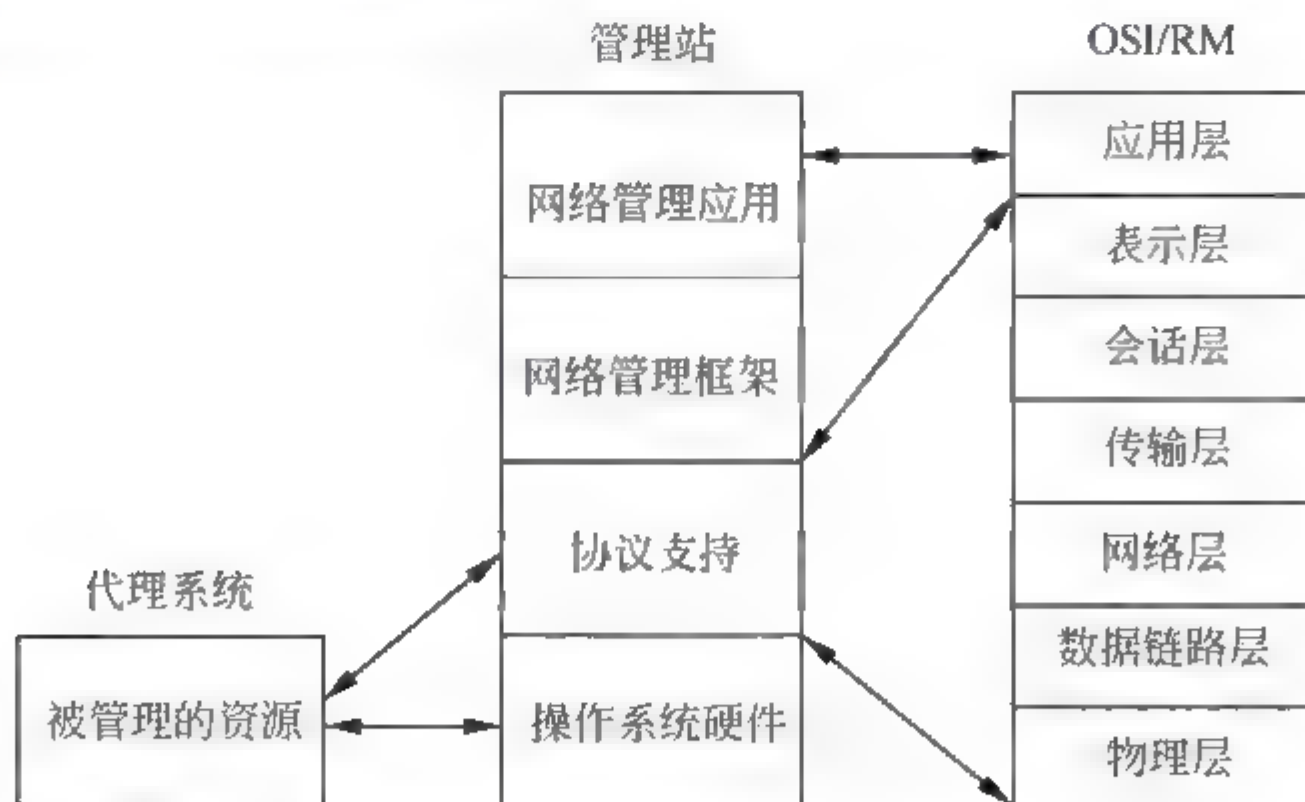 管理站
OSI/RM
应用层
网络管理应用
表示层
会话层
网络管理框架
传输层
协议支持
网络层
代理系统
数据链路层
被管理的资源
操作系统硬件
物理层